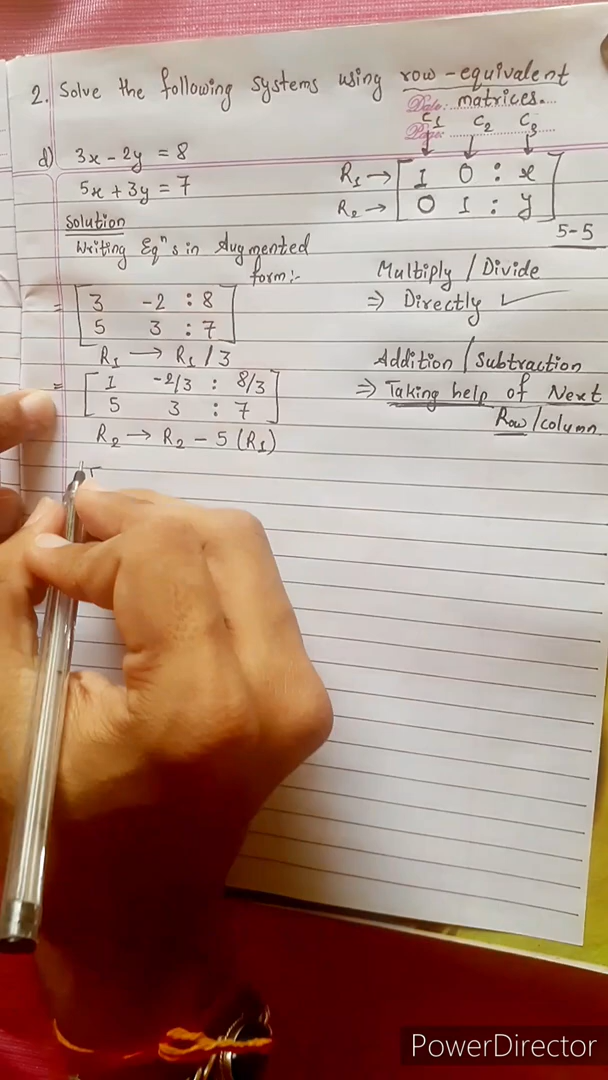 2. Solve the following systems using row-equivalent
matrices.
Date:
Page:
C1 C2 C3
d) 3x - 2y = 8
5x + 3y = 7
R1 → [ 1 0 : x ]
R2 → [ 0 1 : y ]
5-5
Solution
Writing Eqⁿs in Augmented
form:-
= [ 3 -2 : 8 ]
[ 5 3 : 7 ]
R1 → R1 / 3
= [ 1 -2/3 : 8/3 ]
[ 5 3 : 7 ]
R2 → R2 - 5 (R1)
Multiply / Divide
⇒ Directly ✓
Addition / Subtraction
⇒ Taking help of Next
Row / column
PowerDirector